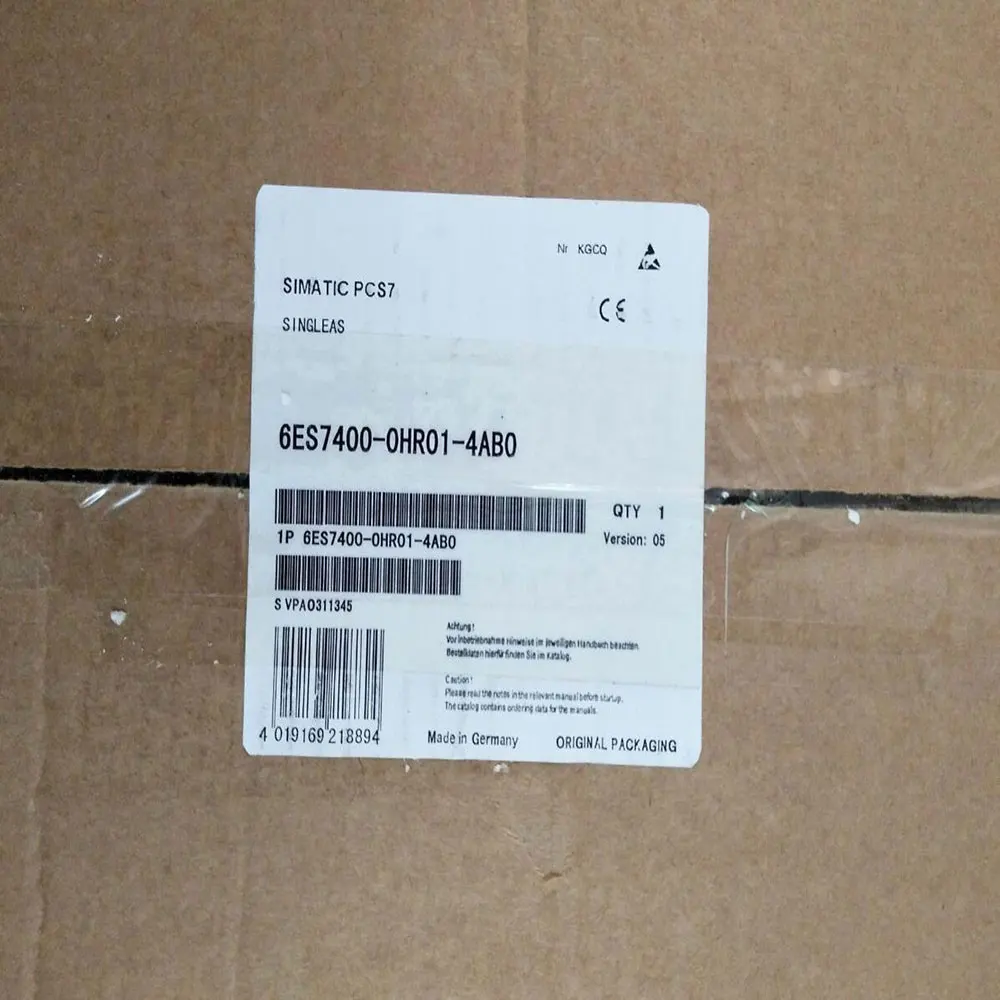 Nr KGCQ
SIMATIC PCS7
CE
SINGLEAS
6ES7400-0HR01-4AB0
QTY 1
1P 6ES7400-0HR01-4AB0
Version: 05
S VPAO311345
Achtung!
Vor Inbetriebnahme Hinweise im jeweiligen Handbuch beachten.
Bestelldaten hierfür finden Sie im Katalog.
Caution!
Please read the notes in the relevant manual before startup.
The catalog contains ordering data for the manuals.
4 019169 218894
Made in Germany
ORIGINAL PACKAGING